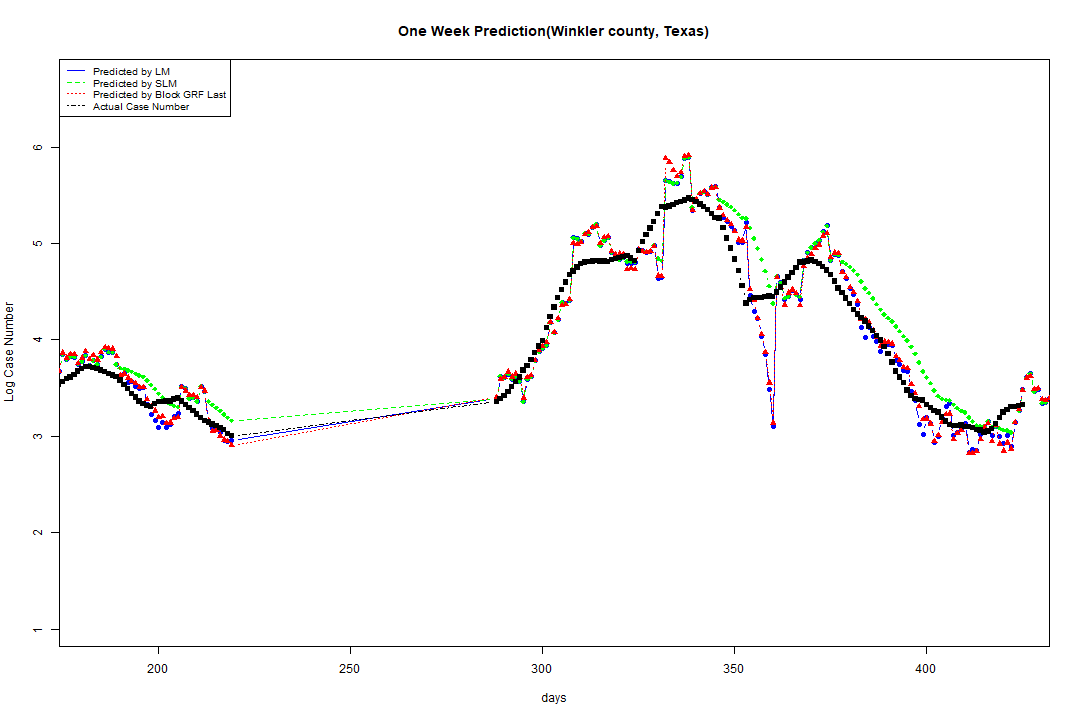 One Week Prediction(Winkler county, Texas)
Predicted by LM
Predicted by SLM
Predicted by Block GRF Last
Actual Case Number
6
5
4
3
2
1
Log Case Number
200 250 300 350 400
days